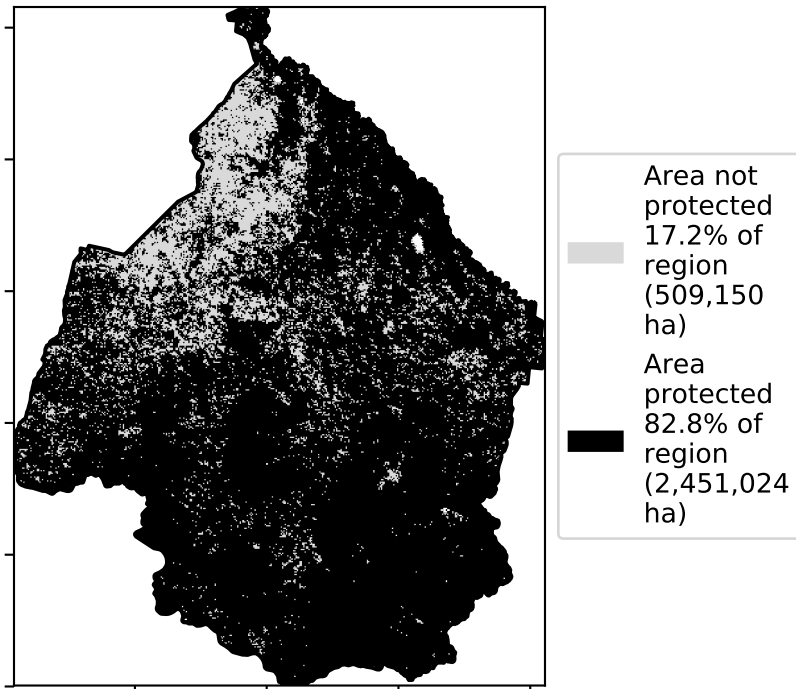 Area not
protected
17.2% of
region
(509,150
ha)
Area
protected
82.8% of
region
(2,451,024
ha)